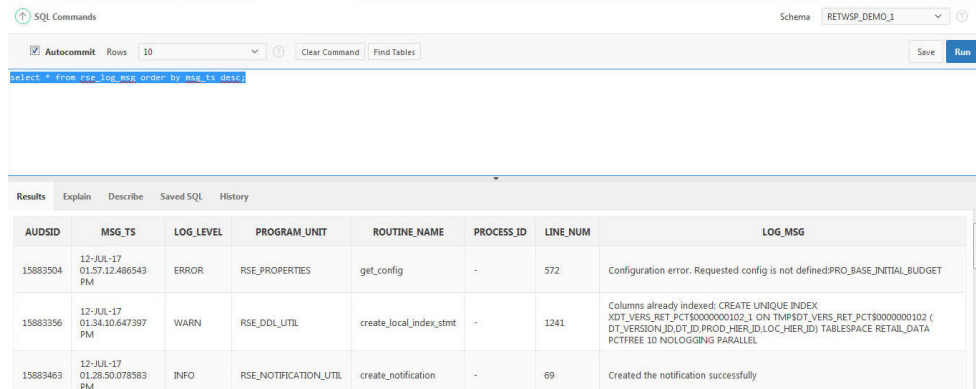 SQL Commands Schema RETWSP_DEMO_1
Autocommit Rows 10 Clear Command Find Tables Save Run
select * from rse_log_msg order by msg_ts desc;
Results Explain Describe Saved SQL History
AUDSID MSG_TS LOG_LEVEL PROGRAM_UNIT ROUTINE_NAME PROCESS_ID LINE_NUM LOG_MSG
12-JUL-17
15883504 01.57.12.486543 ERROR RSE_PROPERTIES get_config - 572 Configuration error. Requested config is not defined:PRO_BASE_INITIAL_BUDGET
PM
Columns already indexed: CREATE UNIQUE INDEX
12-JUL-17 XDT_VERS_RET_PCT$0000000102_1 ON TMP$DT_VERS_RET_PCT$0000000102 (
15883356 01.34.10.647397 WARN RSE_DDL_UTIL create_local_index_stmt - 1241 DT_VERSION_ID,DT_ID,PROD_HIER_ID,LOC_HIER_ID) TABLESPACE RETAIL_DATA
PM PCTFREE 10 NOLOGGING PARALLEL
12-JUL-17
15883463 01.28.50.078583 INFO RSE_NOTIFICATION_UTIL create_notification - 69 Created the notification successfully
PM